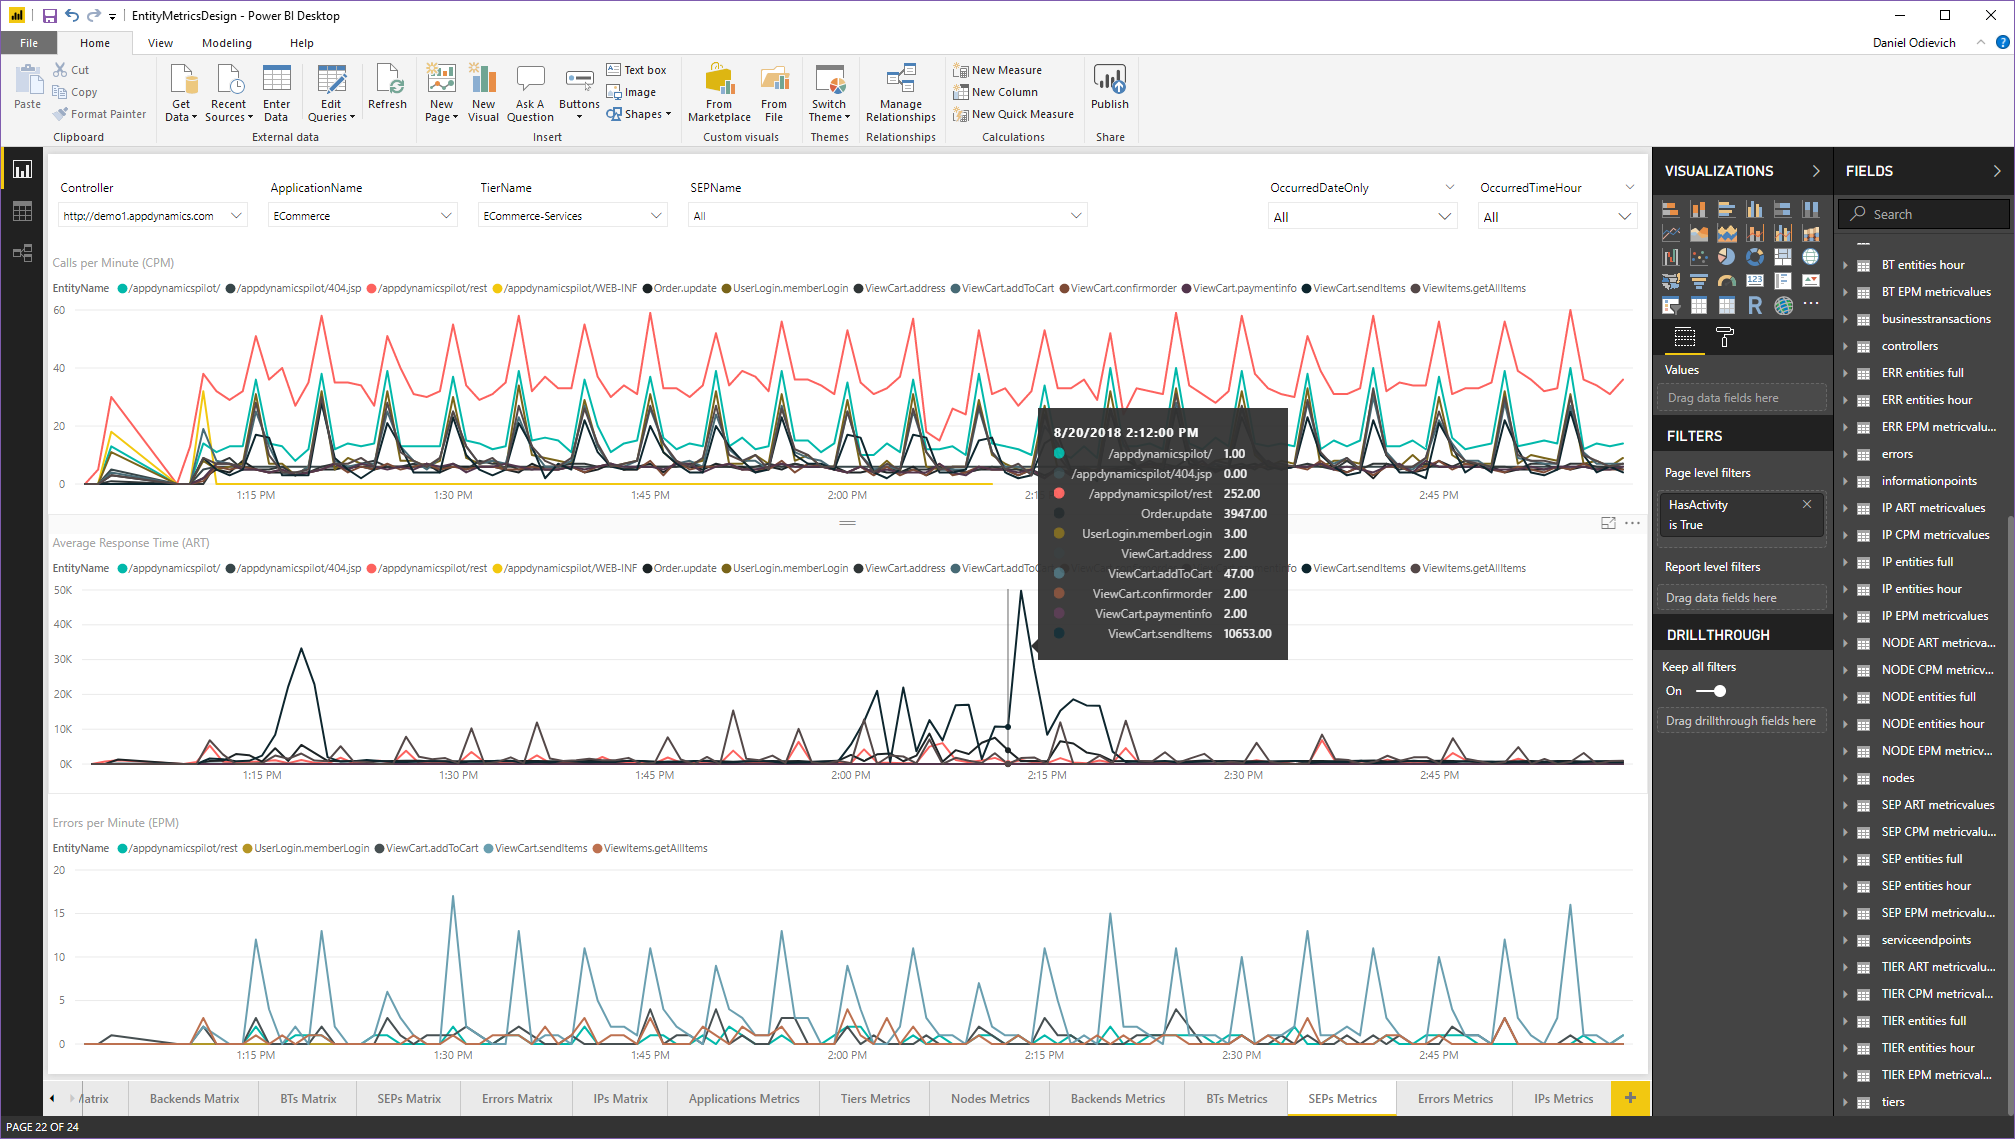 EntityMetricsDesign - Power BI Desktop
File Home View Modeling Help
Daniel Odievich
Paste
Cut
Copy
Format Painter
Clipboard
Get Data
Recent Sources
Enter Data
Edit Queries
Refresh
External data
New Page
New Visual
Ask A Question
Buttons
Text box
Image
Shapes
Insert
From Marketplace
From File
Custom visuals
Switch Theme
Themes
Manage Relationships
Relationships
New Measure
New Column
New Quick Measure
Calculations
Publish
Share
Controller
http://demo1.appdynamics.com
ApplicationName
ECommerce
TierName
ECommerce-Services
SEPName
All
OccurredDateOnly
All
OccurredTimeHour
All
Calls per Minute (CPM)
EntityName /appdynamicspilot/ /appdynamicspilot/404.jsp /appdynamicspilot/rest /appdynamicspilot/WEB-INF Order.update UserLogin.memberLogin ViewCart.address ViewCart.addToCart ViewCart.confirmorder ViewCart.paymentinfo ViewCart.sendItems ViewItems.getAllItems
60
40
20
0
1:15 PM 1:30 PM 1:45 PM 2:00 PM 2:1 2:45 PM
8/20/2018 2:12:00 PM
/appdynamicspilot/ 1.00
/appdynamicspilot/404.jsp 0.00
/appdynamicspilot/rest 252.00
Order.update 3947.00
UserLogin.memberLogin 3.00
ViewCart.address 2.00
ViewCart.addToCart 47.00
ViewCart.confirmorder 2.00
ViewCart.paymentinfo 2.00
ViewCart.sendItems 10653.00
Average Response Time (ART)
EntityName /appdynamicspilot/ /appdynamicspilot/404.jsp /appdynamicspilot/rest /appdynamicspilot/WEB-INF Order.update UserLogin.memberLogin ViewCart.address ViewCart.addT fo ViewCart.sendItems ViewItems.getAllItems
50K
40K
30K
20K
10K
0K
1:15 PM 1:30 PM 1:45 PM 2:00 PM 2:15 PM 2:30 PM 2:45 PM
Errors per Minute (EPM)
EntityName /appdynamicspilot/rest UserLogin.memberLogin ViewCart.addToCart ViewCart.sendItems ViewItems.getAllItems
20
15
10
5
0
1:15 PM 1:30 PM 1:45 PM 2:00 PM 2:15 PM 2:30 PM 2:45 PM
Matrix Backends Matrix BTs Matrix SEPs Matrix Errors Matrix IPs Matrix Applications Metrics Tiers Metrics Nodes Metrics Backends Metrics BTs Metrics SEPs Metrics Errors Metrics IPs Metrics +
PAGE 22 OF 24
VISUALIZATIONS
R
123
Values
Drag data fields here
FILTERS
Page level filters
HasActivity
is True
Report level filters
Drag data fields here
DRILLTHROUGH
Keep all filters
On
Drag drillthrough fields here
FIELDS
Search
BT entities hour
BT EPM metricvalues
businesstransactions
controllers
ERR entities full
ERR entities hour
ERR EPM metricvalu...
errors
informationpoints
IP ART metricvalues
IP CPM metricvalues
IP entities full
IP entities hour
IP EPM metricvalues
NODE ART metricva...
NODE CPM metricv...
NODE entities full
NODE entities hour
NODE EPM metricv...
nodes
SEP ART metricvalues
SEP CPM metricvalu...
SEP entities full
SEP entities hour
SEP EPM metricvalu...
serviceendpoints
TIER ART metricvalu...
TIER CPM metricval...
TIER entities full
TIER entities hour
TIER EPM metricval...
tiers